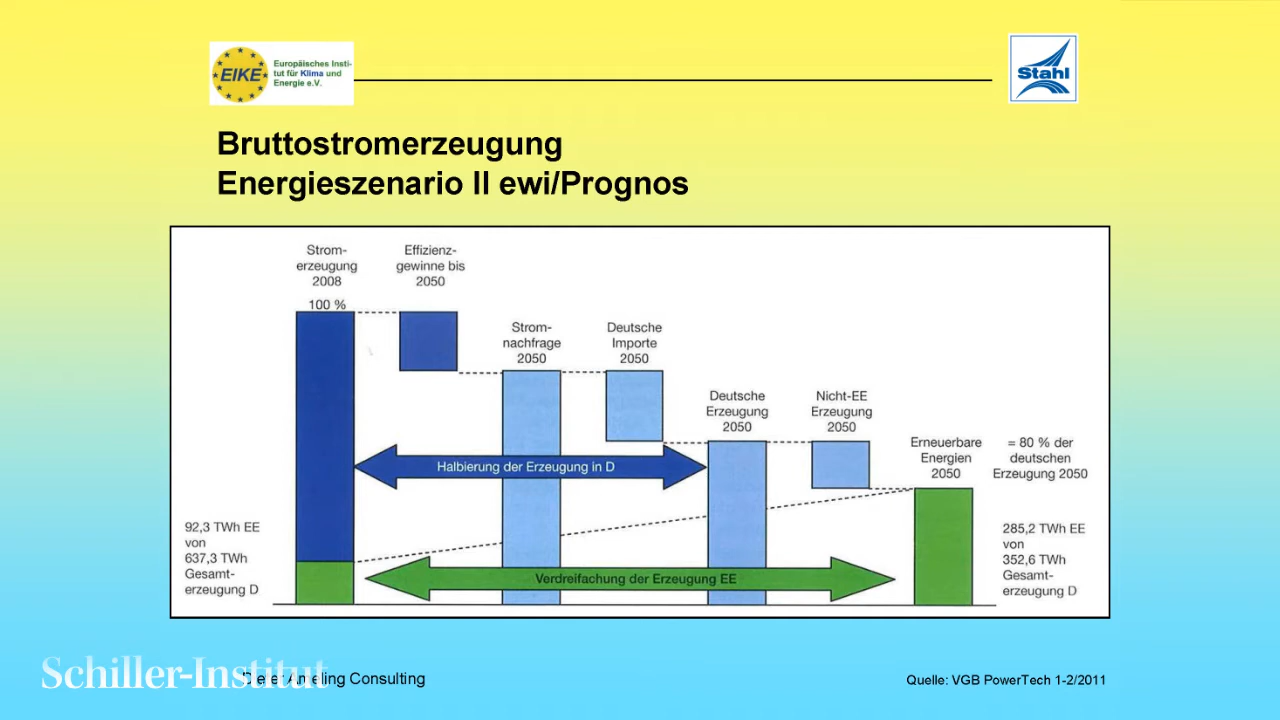 EIKE
Europäisches Insti-
tut für Klima und
Energie e.V.
Stahl
Bruttostromerzeugung
Energieszenario II ewi/Prognos
Strom-
erzeugung
2008
100 %
Effizienz-
gewinne bis
2050
Strom-
nachfrage
2050
Deutsche
Importe
2050
Deutsche
Erzeugung
2050
Nicht-EE
Erzeugung
2050
Erneuerbare
Energien
2050
= 80 % der
deutschen
Erzeugung 2050
Halbierung der Erzeugung in D
92,3 TWh EE
von
637,3 TWh
Gesamt-
erzeugung D
Verdreifachung der Erzeugung EE
285,2 TWh EE
von
352,6 TWh
Gesamt-
erzeugung D
Schiller-Institut
Dieter Ameling Consulting
Quelle: VGB PowerTech 1-2/2011